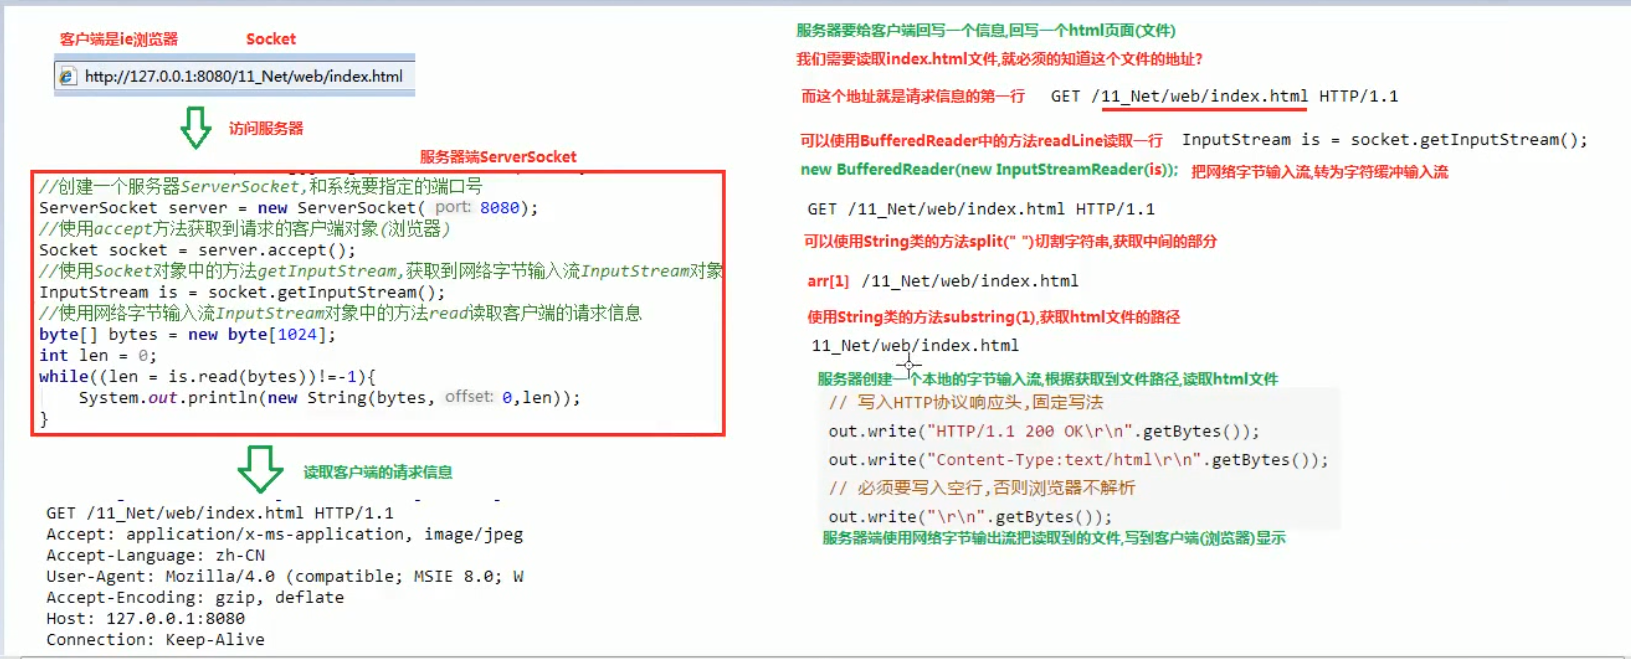 客户端是ie浏览器 Socket
http://127.0.0.1:8080/11_Net/web/index.html
访问服务器
服务器端ServerSocket
//创建一个服务器ServerSocket,和系统要指定的端口号
ServerSocket server = new ServerSocket( port: 8080);
//使用accept方法获取到请求的客户端对象(浏览器)
Socket socket = server.accept();
//使用Socket对象中的方法getInputStream,获取到网络字节输入流InputStream对象
InputStream is = socket.getInputStream();
//使用网络字节输入流InputStream对象中的方法read读取客户端的请求信息
byte[] bytes = new byte[1024];
int len = 0;
while((len = is.read(bytes))!=-1){
System.out.println(new String(bytes, offset: 0,len));
}
读取客户端的请求信息
GET /11_Net/web/index.html HTTP/1.1
Accept: application/x-ms-application, image/jpeg
Accept-Language: zh-CN
User-Agent: Mozilla/4.0 (compatible; MSIE 8.0; W
Accept-Encoding: gzip, deflate
Host: 127.0.0.1:8080
Connection: Keep-Alive
服务器要给客户端回写一个信息,回写一个html页面(文件)
我们需要读取index.html文件,就必须的知道这个文件的地址?
而这个地址就是请求信息的第一行 GET /11_Net/web/index.html HTTP/1.1
可以使用BufferedReader中的方法readLine读取一行 InputStream is = socket.getInputStream();
new BufferedReader(new InputStreamReader(is)); 把网络字节输入流,转为字符缓冲输入流
GET /11_Net/web/index.html HTTP/1.1
可以使用String类的方法split(" ")切割字符串,获取中间的部分
arr[1] /11_Net/web/index.html
使用String类的方法substring(1),获取html文件的路径
11_Net/web/index.html
服务器创建一个本地的字节输入流,根据获取到文件路径,读取html文件
// 写入HTTP协议响应头,固定写法
out.write("HTTP/1.1 200 OK\r\n".getBytes());
out.write("Content-Type:text/html\r\n".getBytes());
// 必须要写入空行,否则浏览器不解析
out.write("\r\n".getBytes());
服务器端使用网络字节输出流把读取到的文件,写到客户端(浏览器)显示